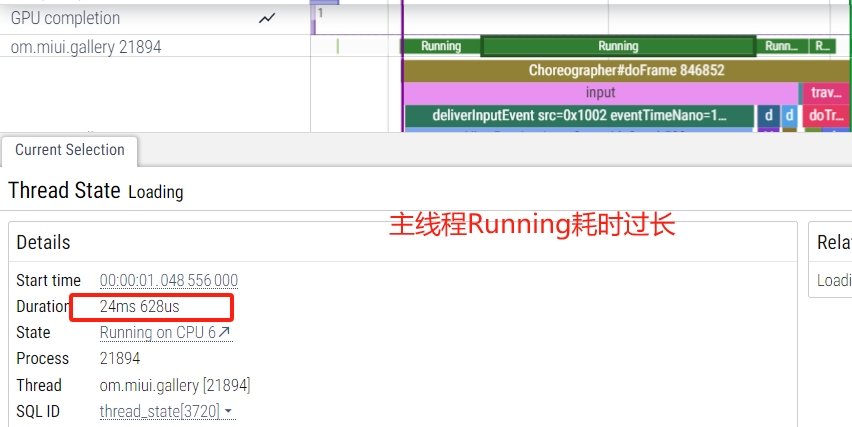 GPU completion
1
om.miui.gallery 21894
Running
Running
Runn...
R...
Choreographer#doFrame 846852
input
trav...
deliverInputEvent src=0x1002 eventTimeNano=1...
d
d
doTr...
Current Selection
Thread State Loading
主线程Running耗时过长
Details
Rela
Start time 00:00:01.048 556 000
Loadi
Duration 24ms 628us
State Running on CPU 6
Process 21894
Thread om.miui.gallery [21894]
SQL ID thread_state[3720]